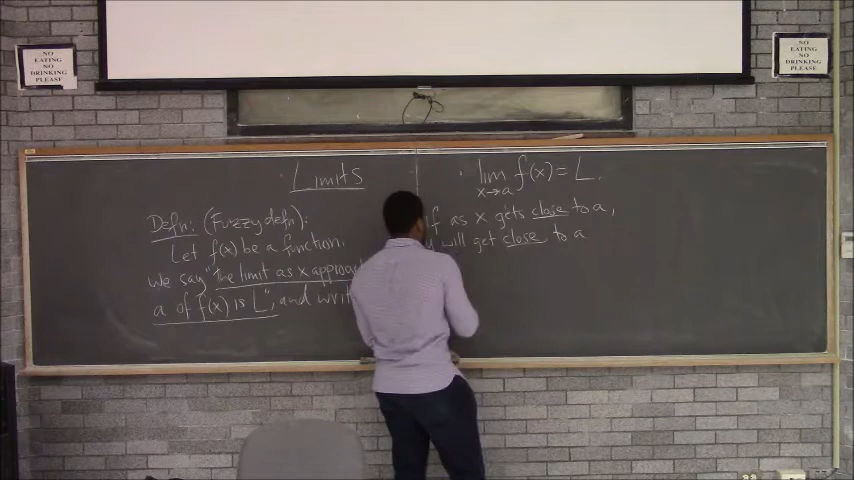 NO
EATING
NO
DRINKING
PLEASE
NO
EATING
NO
DRINKING
PLEASE
Limits
Defn: (Fuzzy defn):
Let f(x) be a function.
we say "the limit as x approa
a of f(x) is L", and writ
lim f(x) = L.
x→a
if as x gets close to a,
will get close to a